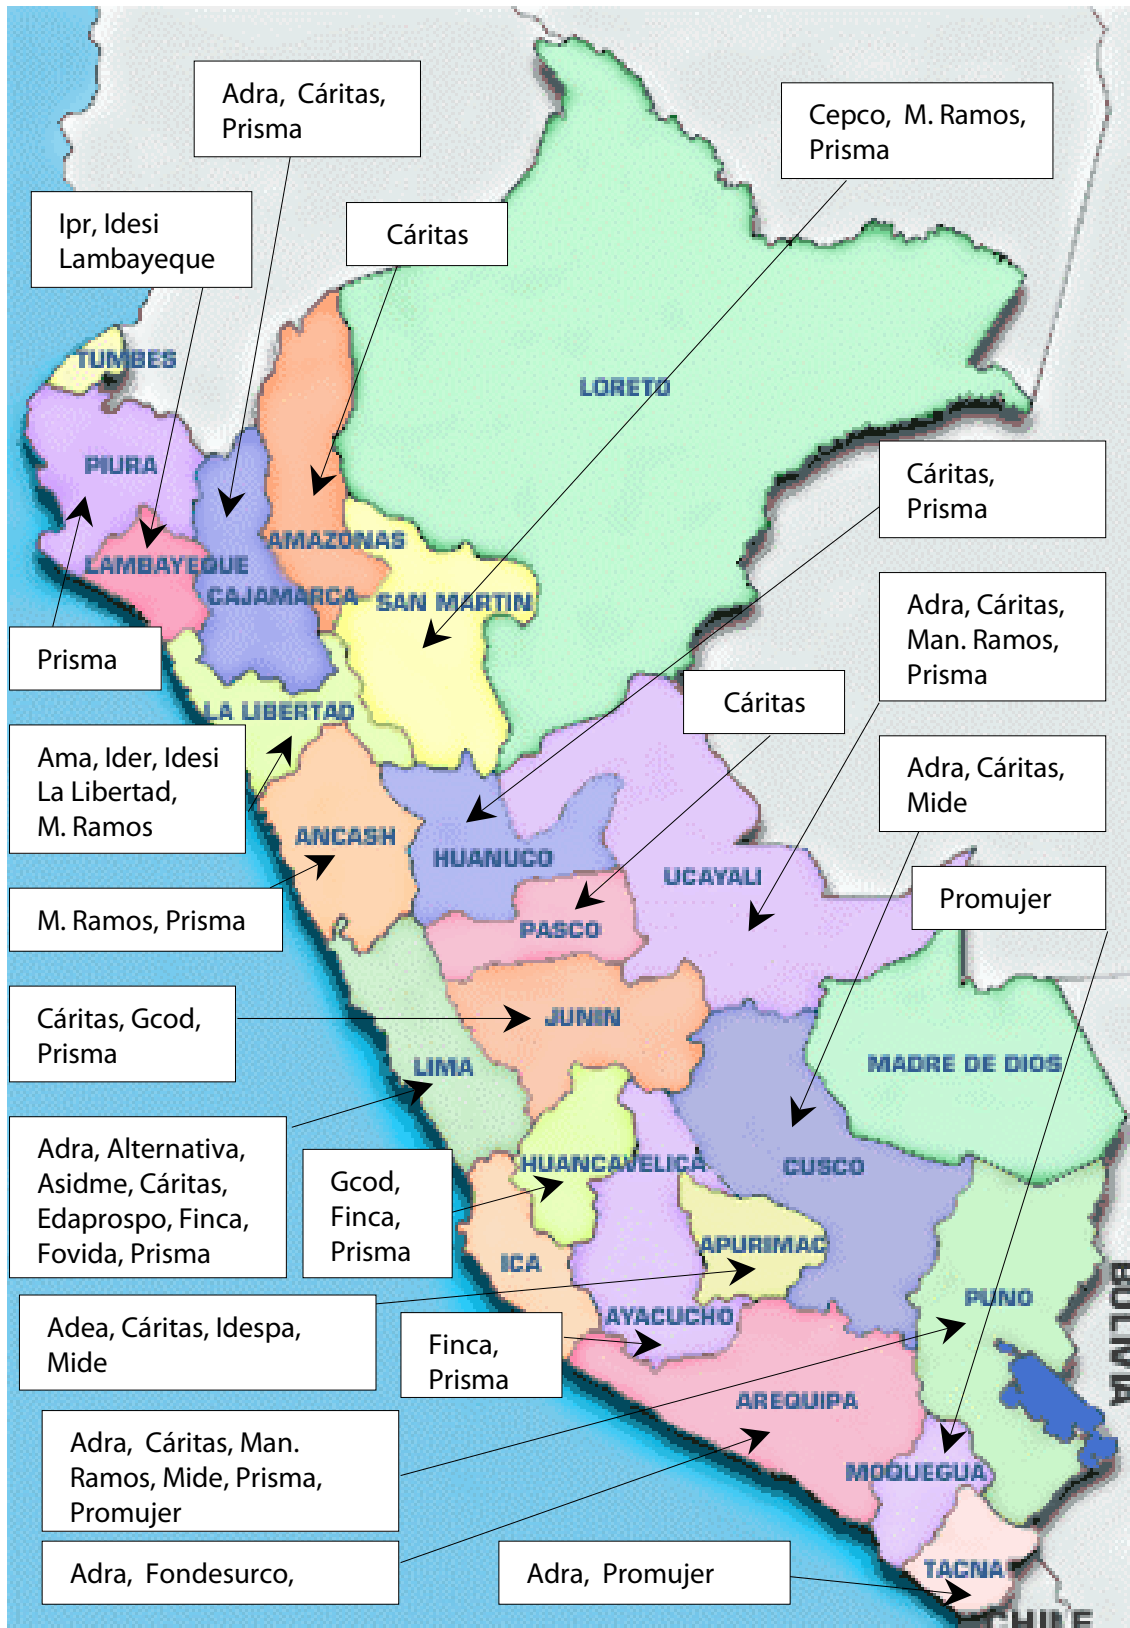 Adra, Cáritas,
Prisma
Cepco, M. Ramos,
Prisma
Ipr, Idesi
Lambayeque
Cáritas
TUMBES
LORETO
PIURA
Cáritas,
Prisma
AMAZONAS
LAMBAYEQUE
CAJAMARCA
SAN MARTIN
Adra, Cáritas,
Man. Ramos,
Prisma
Prisma
Cáritas
LA LIBERTAD
Ama, Ider, Idesi
La Libertad,
M. Ramos
Adra, Cáritas,
Mide
ANCASH
HUANUCO
UCAYALI
M. Ramos, Prisma
Promujer
PASCO
Cáritas, Gcod,
Prisma
JUNIN
LIMA
MADRE DE DIOS
Adra, Alternativa,
Asidme, Cáritas,
Edaprospo, Finca,
Fovida, Prisma
Gcod,
Finca,
Prisma
HUANCAVELICA
CUSCO
ICA
APURIMAC
BOLIVIA
PUNO
AYACUCHO
Adea, Cáritas, Idespa,
Mide
Finca,
Prisma
AREQUIPA
Adra, Cáritas, Man.
Ramos, Mide, Prisma,
Promujer
MOQUEGUA
Adra, Fondesurco,
Adra, Promujer
TACNA
CHILE